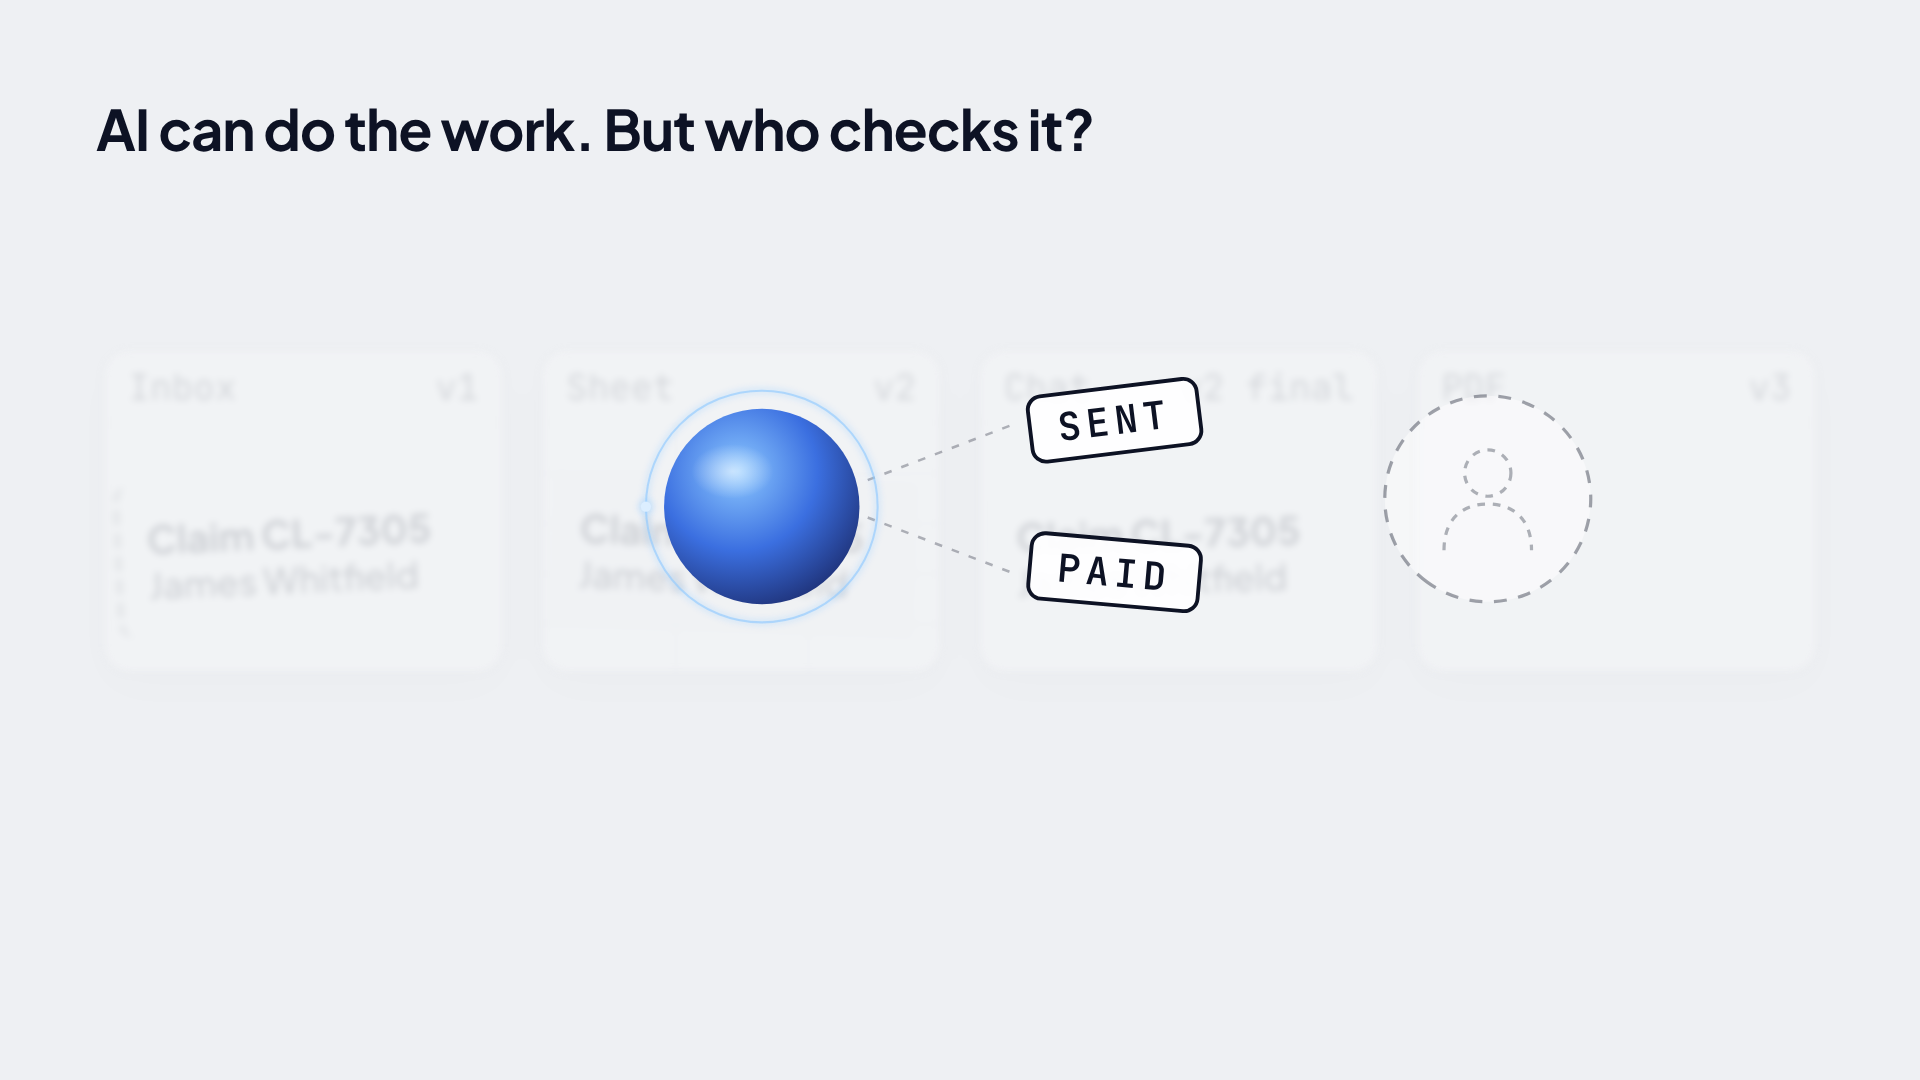 AI can do the work. But who checks it?
Inbox v1
Sheet v2
2 final
PDF v3
SENT
Claim CL-7305
James Whitfield
CL-7305
PAID